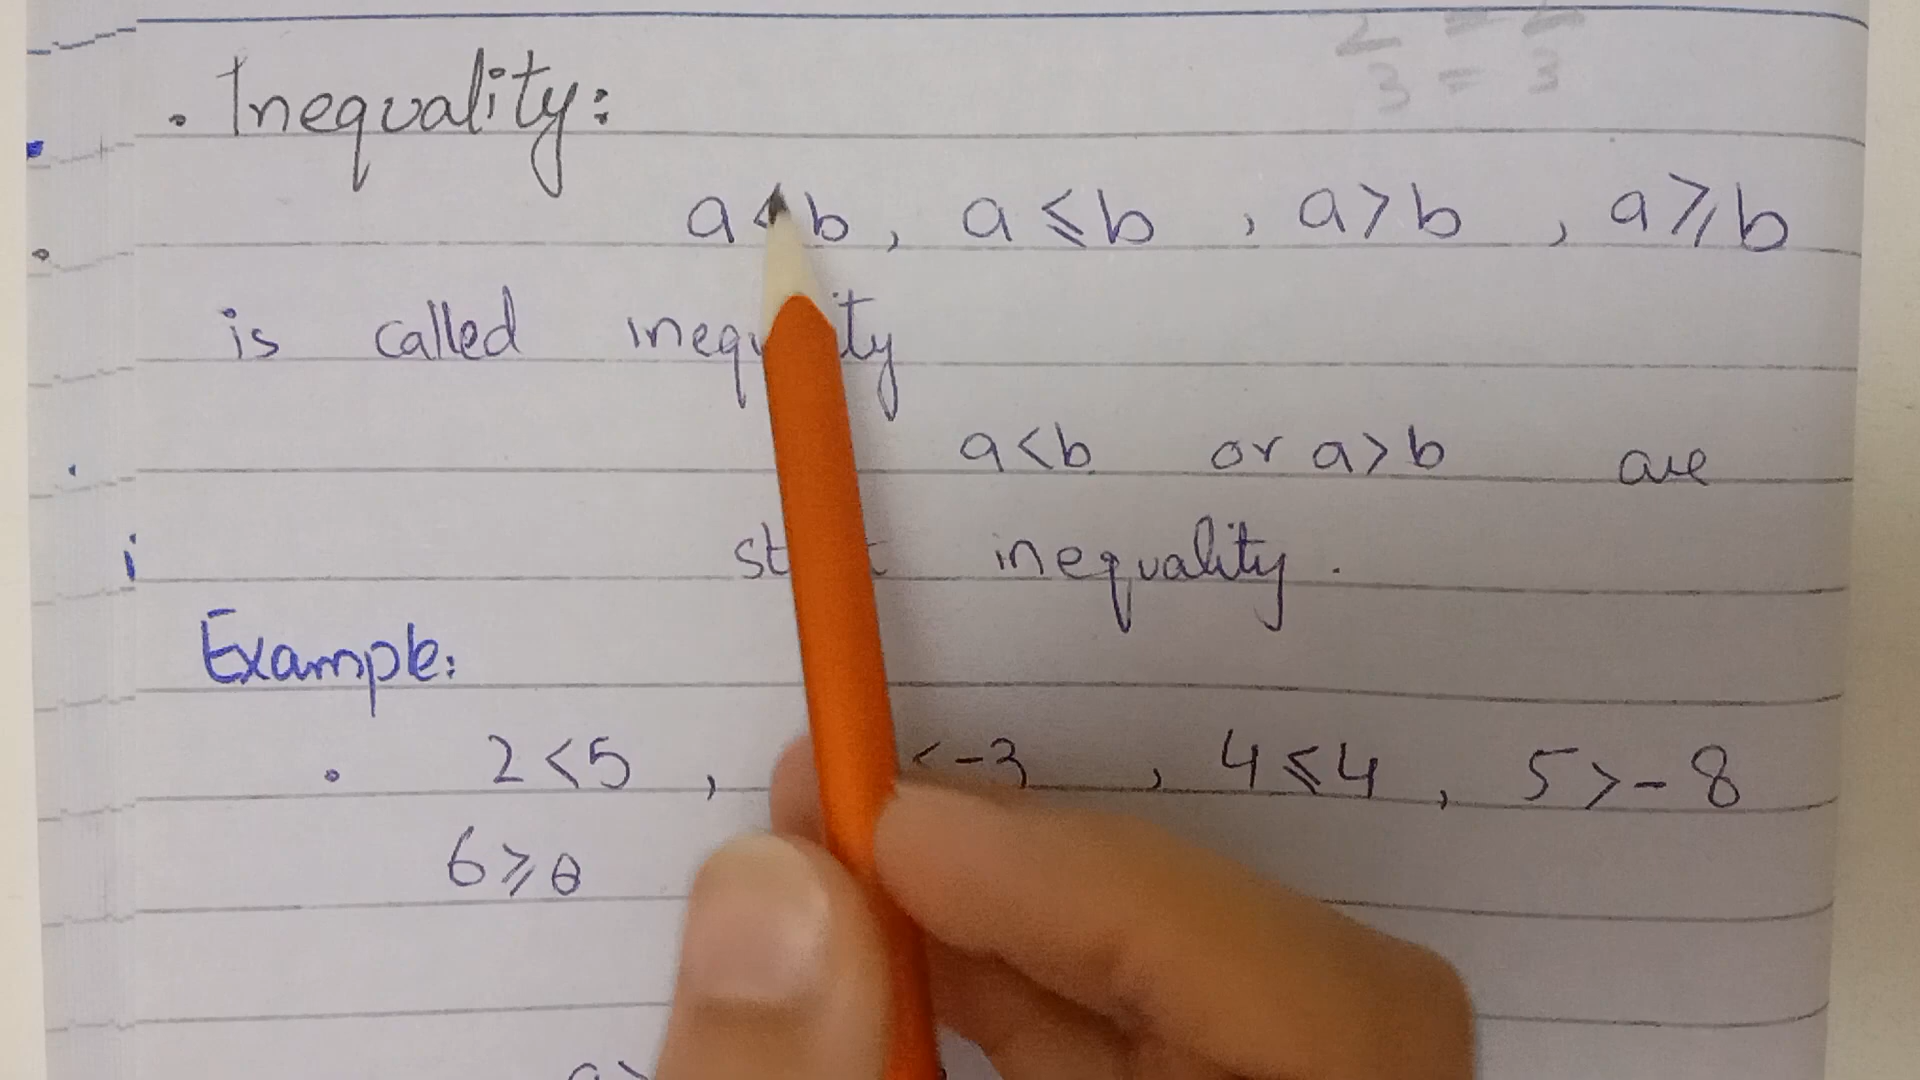 . Inequality:
a < b , a ⩽ b , a > b , a ⩾ b
is called
a < b or a > b are
inequality .
Example:
. 2 < 5 , < -3 , 4 ⩽ 4 , 5 > - 8
6 ⩾ 0